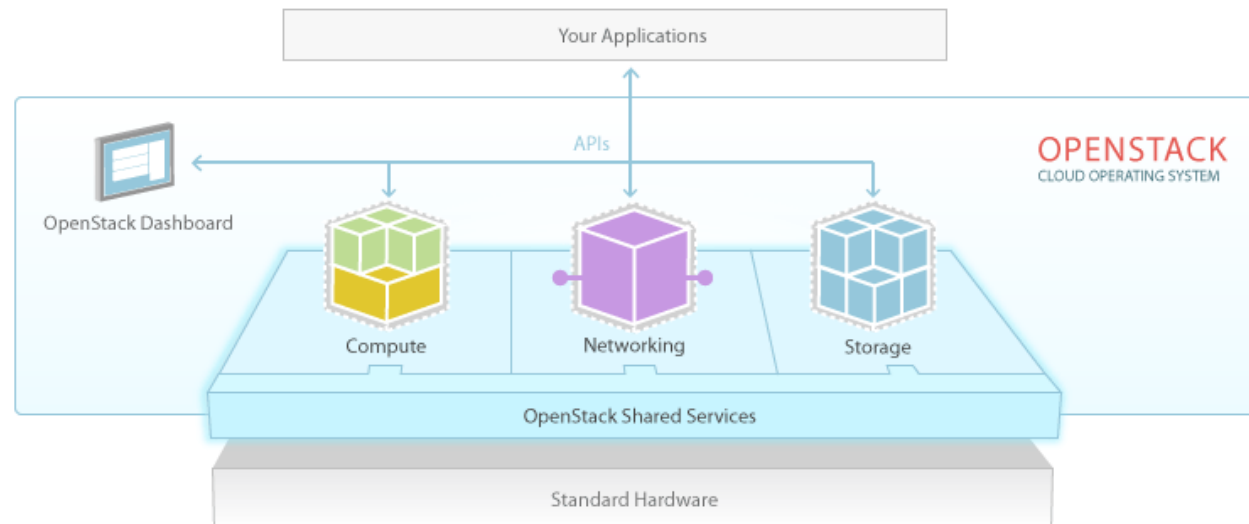 Your Applications
APIs
OPENSTACK
CLOUD OPERATING SYSTEM
OpenStack Dashboard
Compute
Networking
Storage
OpenStack Shared Services
Standard Hardware